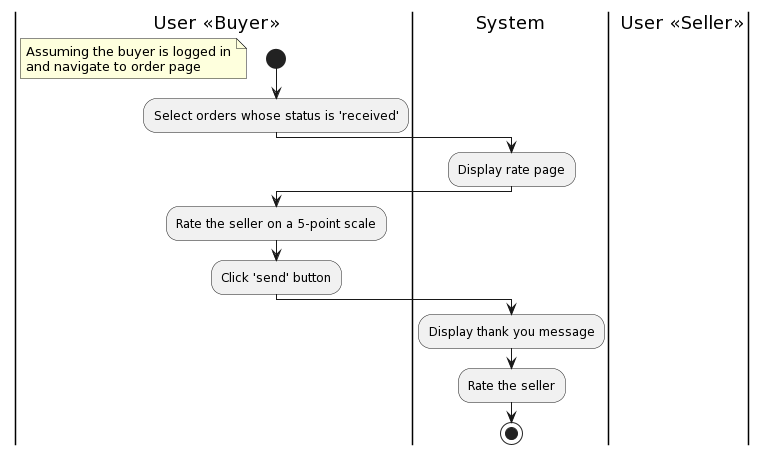 User «Buyer»
System
User «Seller»
Assuming the buyer is logged in
and navigate to order page
Select orders whose status is 'received'
Display rate page
Rate the seller on a 5-point scale
Click 'send' button
Display thank you message
Rate the seller